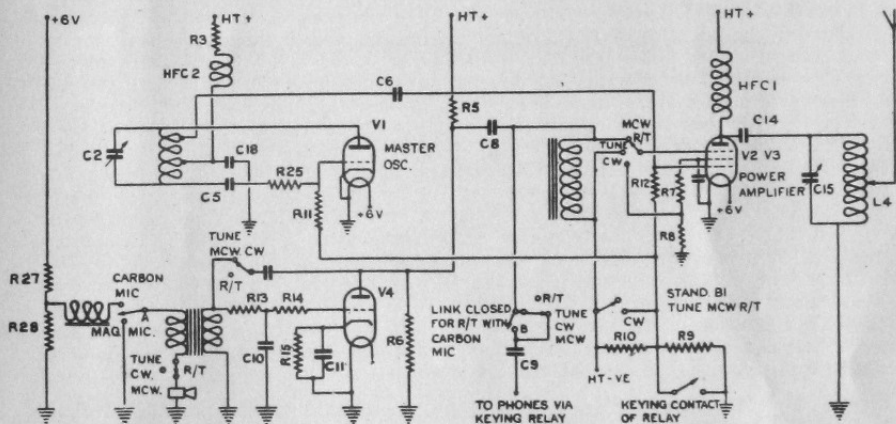 +6V
HT+
HT+
HT+
R3
HFC 2
C6
R5
HFC1
C2
C18
C5
R25
V1
MASTER
OSC.
R11
+6V
C8
MCW
R/T
TUNE
CW
C14
V2 V3
POWER
AMPLIFIER
R12
R7
R8
+6V
C15
L4
R27
R28
CARBON
MIC
A
MAG.
MIC.
TUNE
MCW CW
R/T
TUNE
CW.
MCW.
R/T
R13
R14
C10
R15
C11
V4
R6
LINK CLOSED
FOR R/T WITH
CARBON
MIC
R/T
TUNE
CW
MCW
B
C9
TO PHONES VIA
KEYING RELAY
STAND. BI
TUNE MCW R/T
CW
R10
R9
HT-VE
KEYING CONTACT
OF RELAY